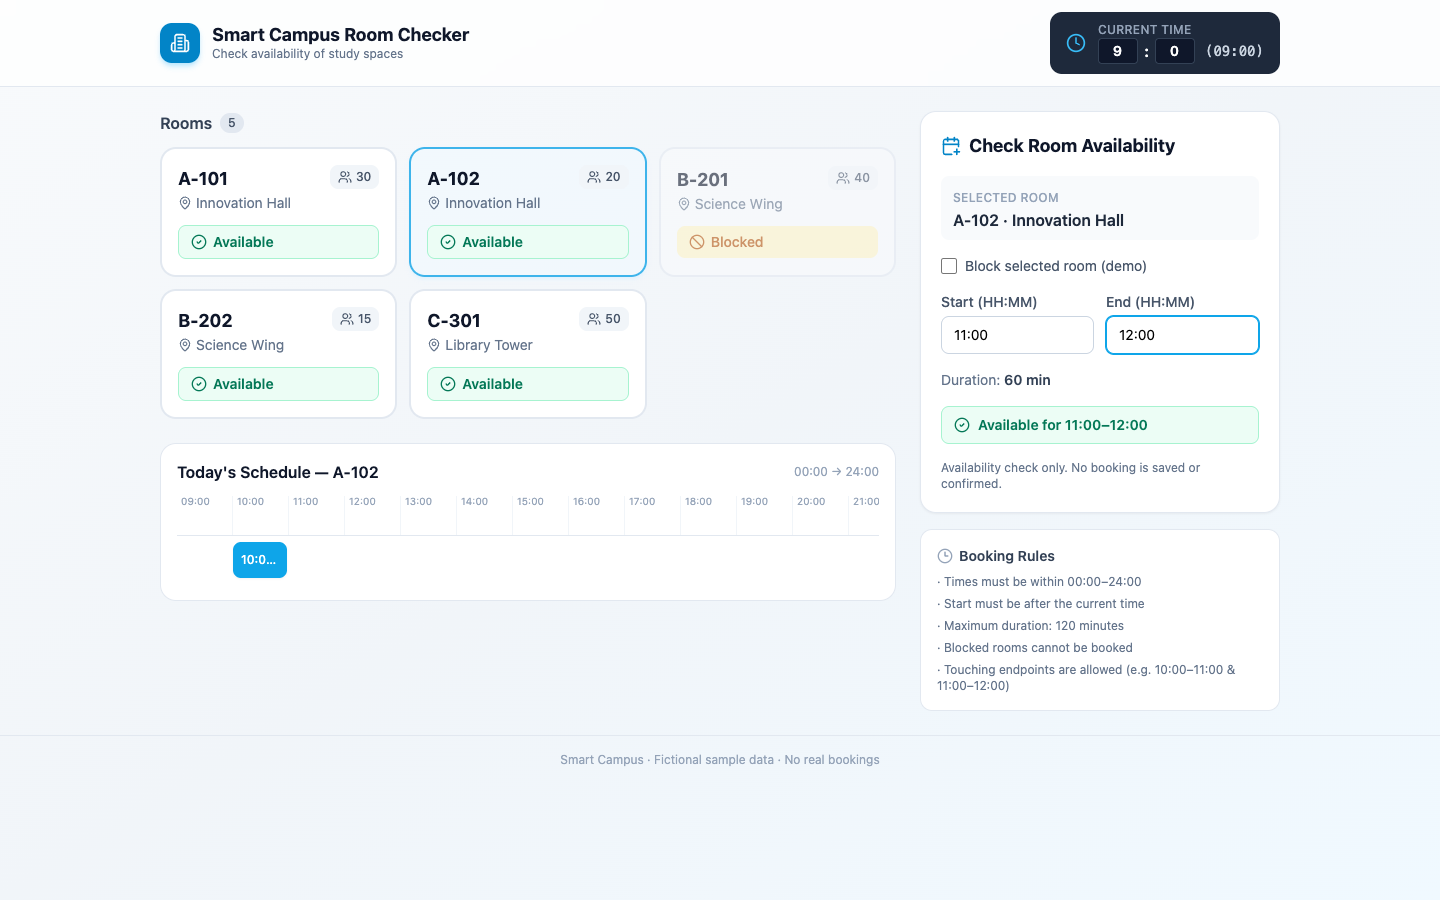 Smart Campus Room Checker
Check availability of study spaces
CURRENT TIME
9 : 0 (09:00)
Rooms 5
A-101 30
Innovation Hall
Available
A-102 20
Innovation Hall
Available
B-201 40
Science Wing
Blocked
B-202 15
Science Wing
Available
C-301 50
Library Tower
Available
Today's Schedule — A-102 00:00 → 24:00
09:00 10:00 11:00 12:00 13:00 14:00 15:00 16:00 17:00 18:00 19:00 20:00 21:00
10:0...
Check Room Availability
SELECTED ROOM
A-102 · Innovation Hall
Block selected room (demo)
Start (HH:MM) End (HH:MM)
11:00 12:00
Duration: 60 min
Available for 11:00–12:00
Availability check only. No booking is saved or
confirmed.
Booking Rules
· Times must be within 00:00–24:00
· Start must be after the current time
· Maximum duration: 120 minutes
· Blocked rooms cannot be booked
· Touching endpoints are allowed (e.g. 10:00–11:00 &
11:00–12:00)
Smart Campus · Fictional sample data · No real bookings